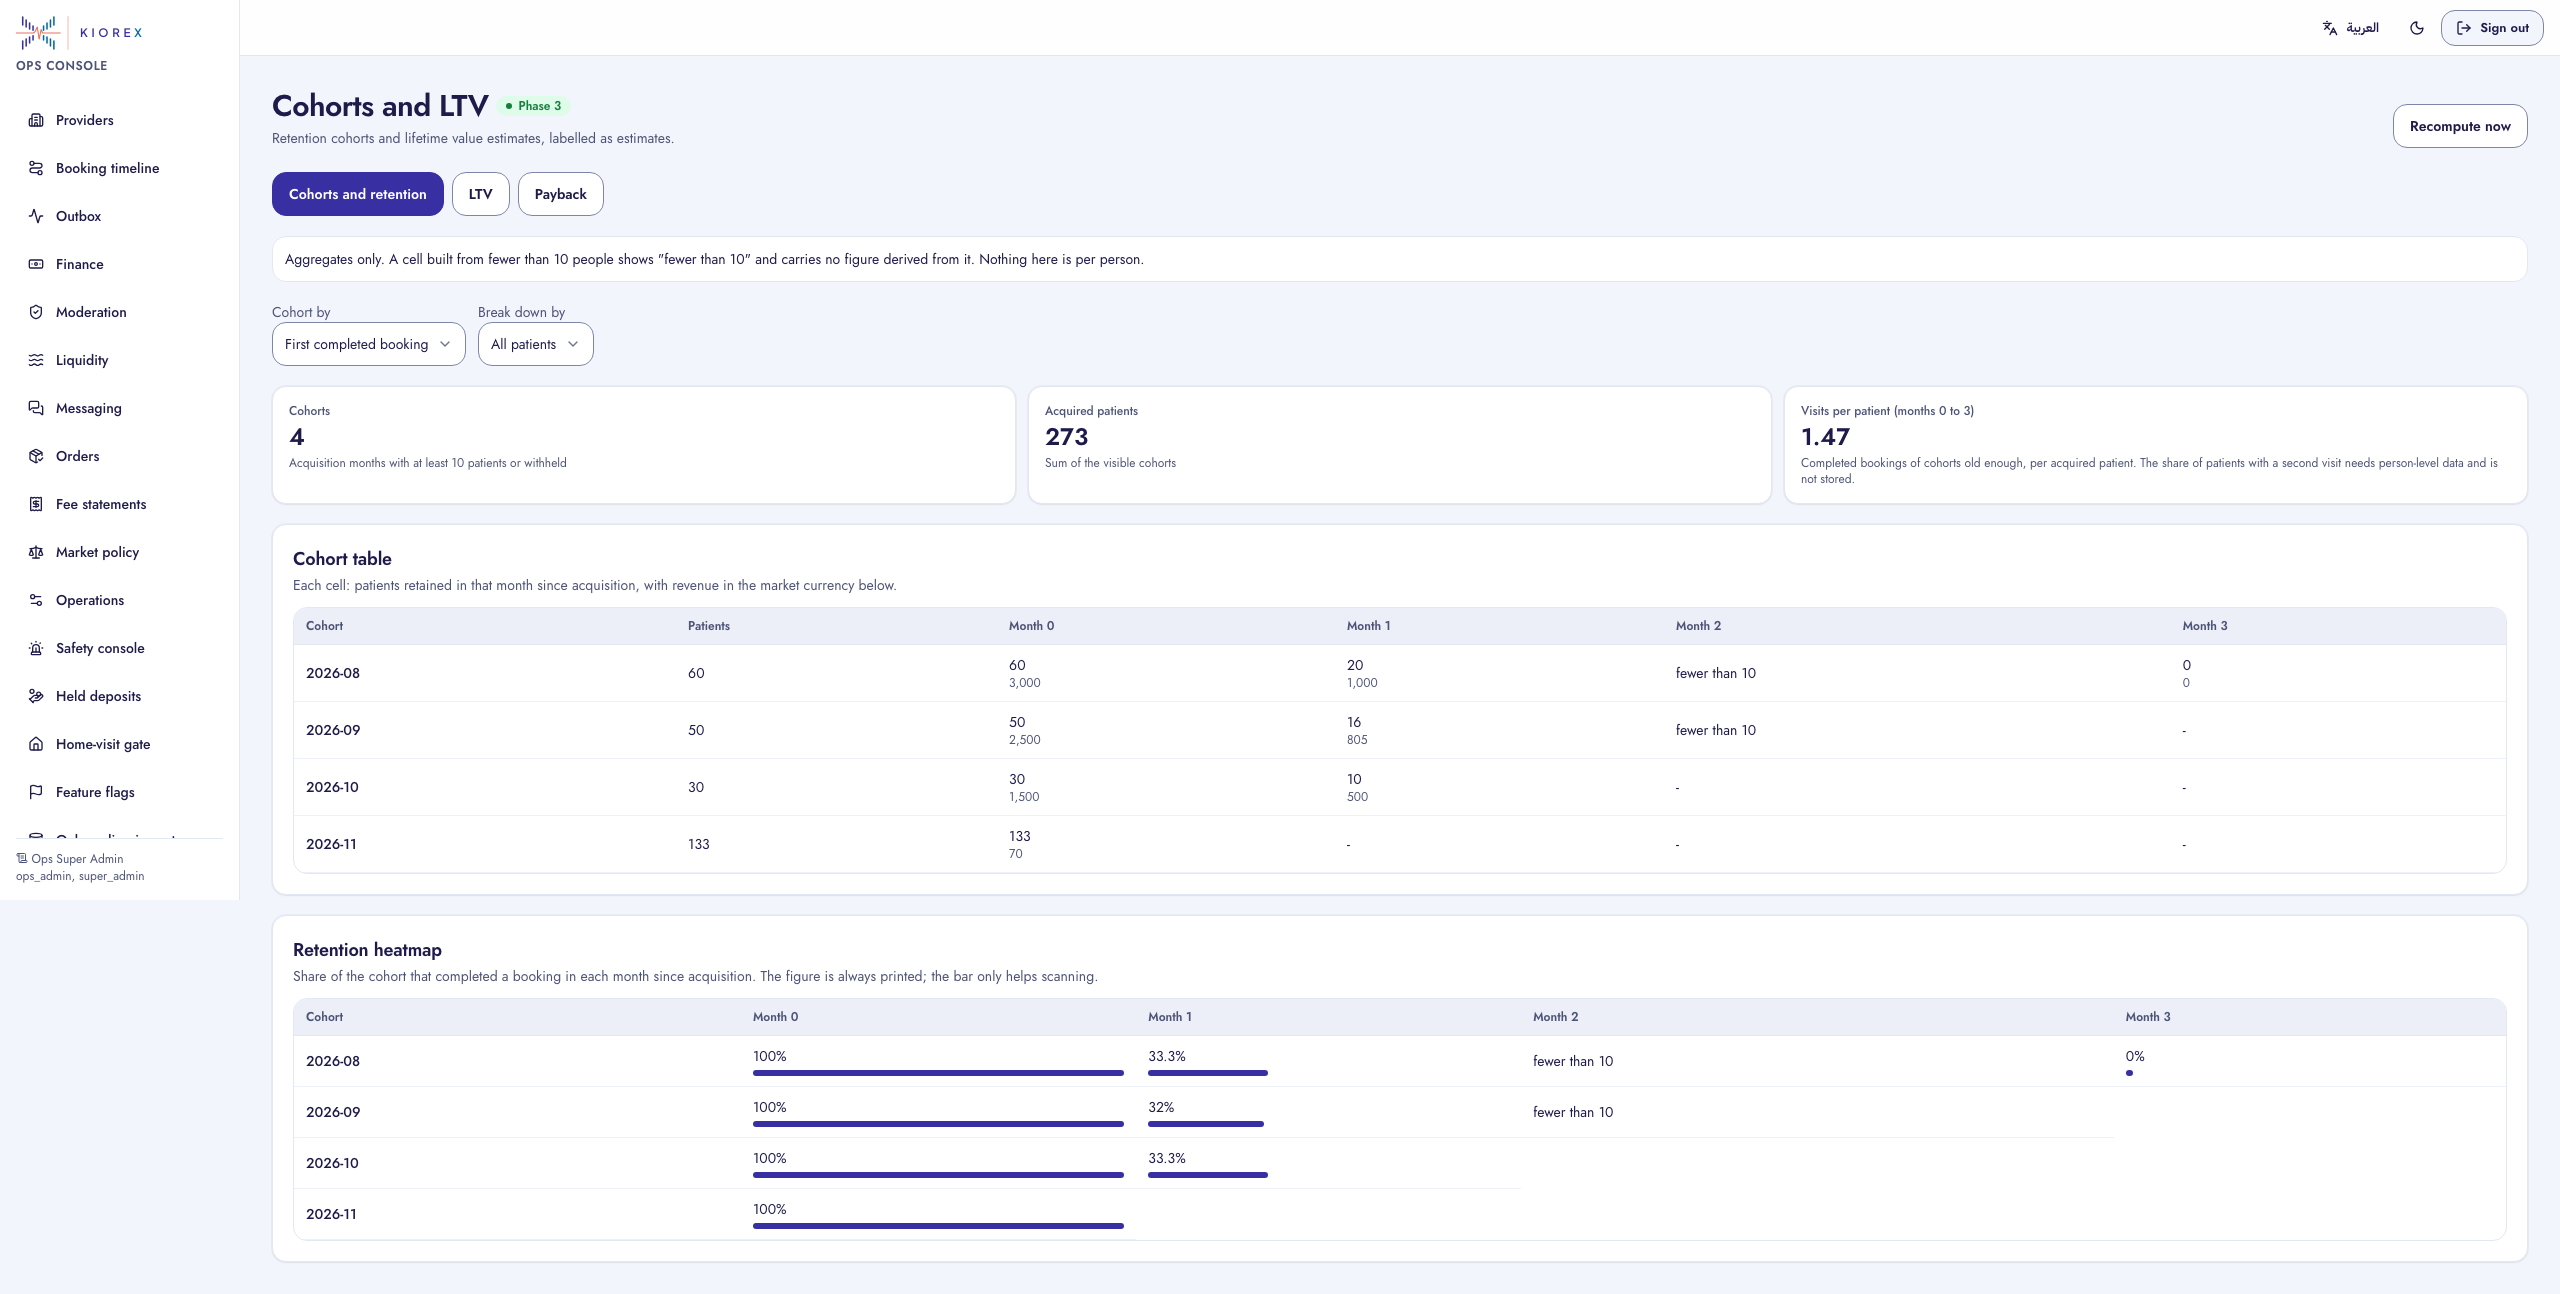 KIOREX
OPS CONSOLE
العربية
Sign out
Providers
Booking timeline
Outbox
Finance
Moderation
Liquidity
Messaging
Orders
Fee statements
Market policy
Operations
Safety console
Held deposits
Home-visit gate
Feature flags
Ops Super Admin
ops_admin, super_admin
Cohorts and LTV Phase 3
Retention cohorts and lifetime value estimates, labelled as estimates.
Recompute now
Cohorts and retention LTV Payback
Aggregates only. A cell built from fewer than 10 people shows "fewer than 10" and carries no figure derived from it. Nothing here is per person.
Cohort by Break down by
First completed booking All patients
Cohorts
4
Acquisition months with at least 10 patients or withheld
Acquired patients
273
Sum of the visible cohorts
Visits per patient (months 0 to 3)
1.47
Completed bookings of cohorts old enough, per acquired patient. The share of patients with a second visit needs person-level data and is
not stored.
Cohort table
Each cell: patients retained in that month since acquisition, with revenue in the market currency below.
Cohort Patients Month 0 Month 1 Month 2 Month 3
2026-08 60 60 20 fewer than 10 0
3,000 1,000 0
2026-09 50 50 16 fewer than 10 -
2,500 805
2026-10 30 30 10 - -
1,500 500
2026-11 133 133 - - -
70
Retention heatmap
Share of the cohort that completed a booking in each month since acquisition. The figure is always printed; the bar only helps scanning.
Cohort Month 0 Month 1 Month 2 Month 3
2026-08 100% 33.3% fewer than 10 0%
2026-09 100% 32% fewer than 10
2026-10 100% 33.3%
2026-11 100%